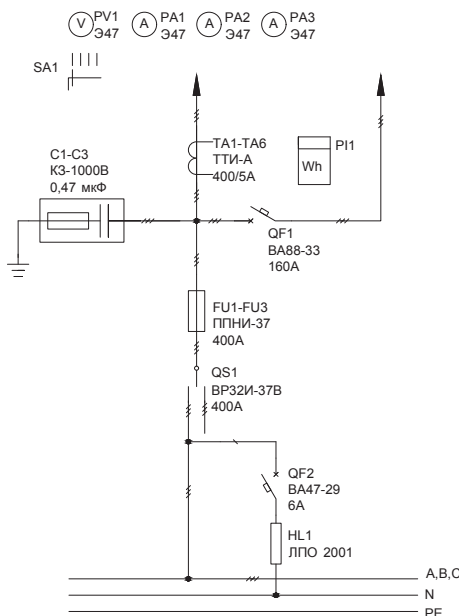 V PV1 Э47
A PA1 Э47
A PA2 Э47
A PA3 Э47
SA1
TA1-TA6
ТТИ-А
400/5А
PI1
Wh
C1-C3
КЗ-1000В
0,47 мкФ
QF1
ВА88-33
160А
FU1-FU3
ППНИ-37
400А
QS1
ВР32И-37В
400А
QF2
ВА47-29
6А
HL1
ЛПО 2001
A,B,C
N
PE